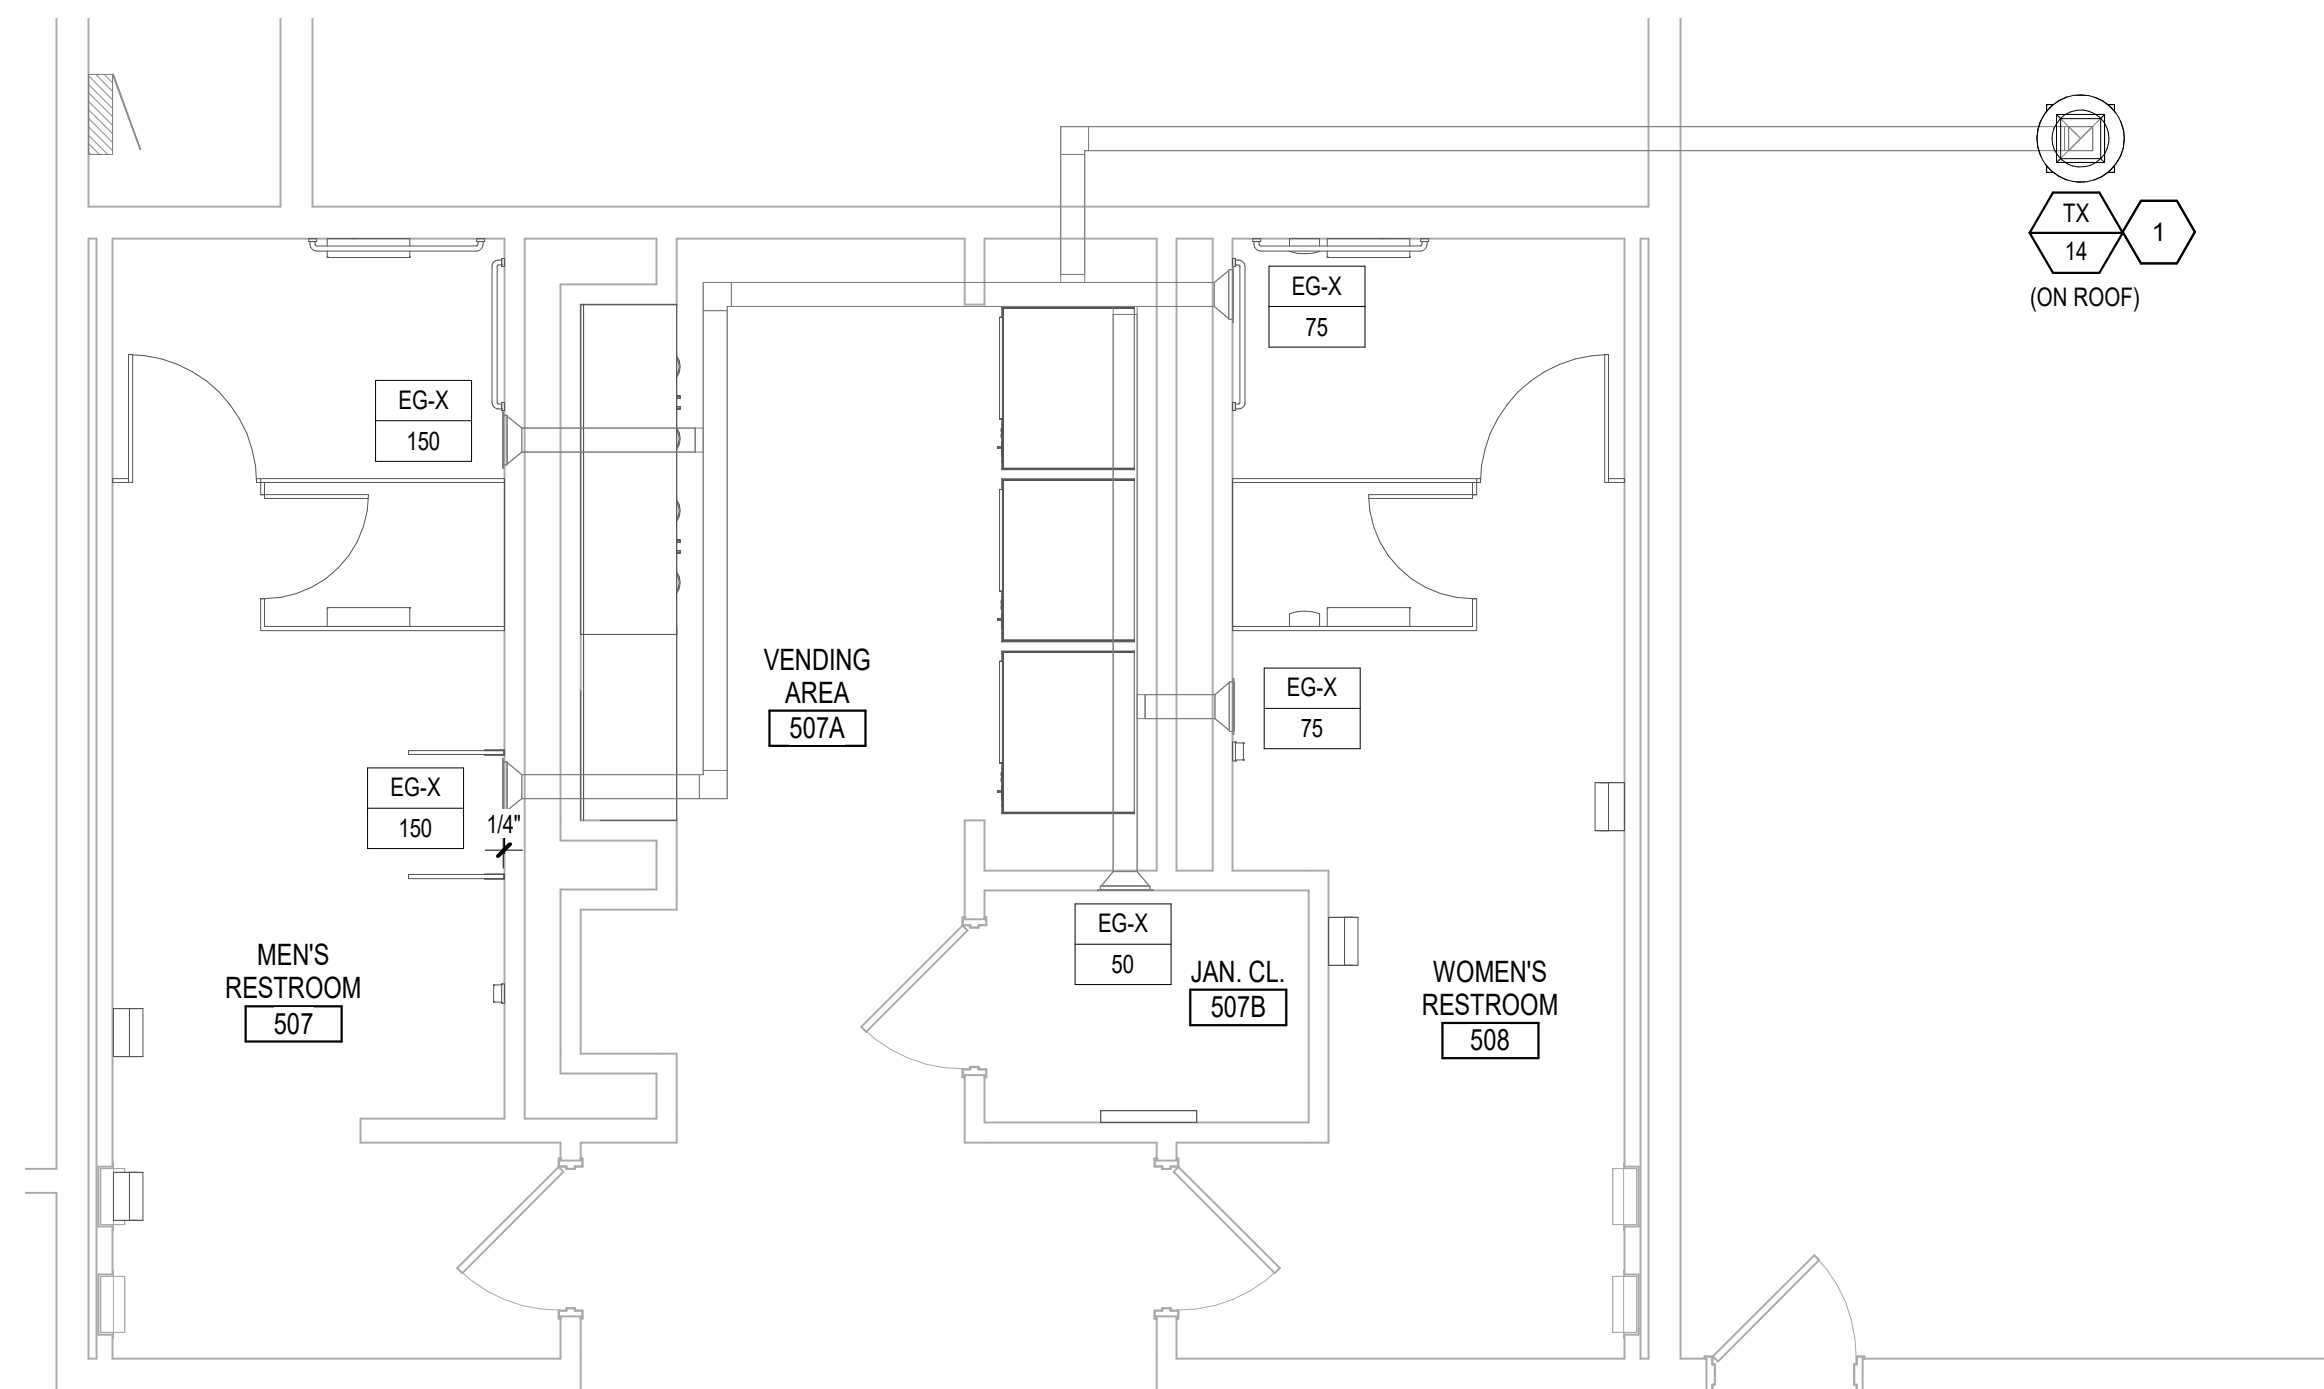 TX
14
1
(ON ROOF)
EG-X
75
EG-X
150
VENDING
AREA
507A
EG-X
75
EG-X
150
1/4"
EG-X
50
MEN'S
RESTROOM
507
JAN. CL.
507B
WOMEN'S
RESTROOM
508